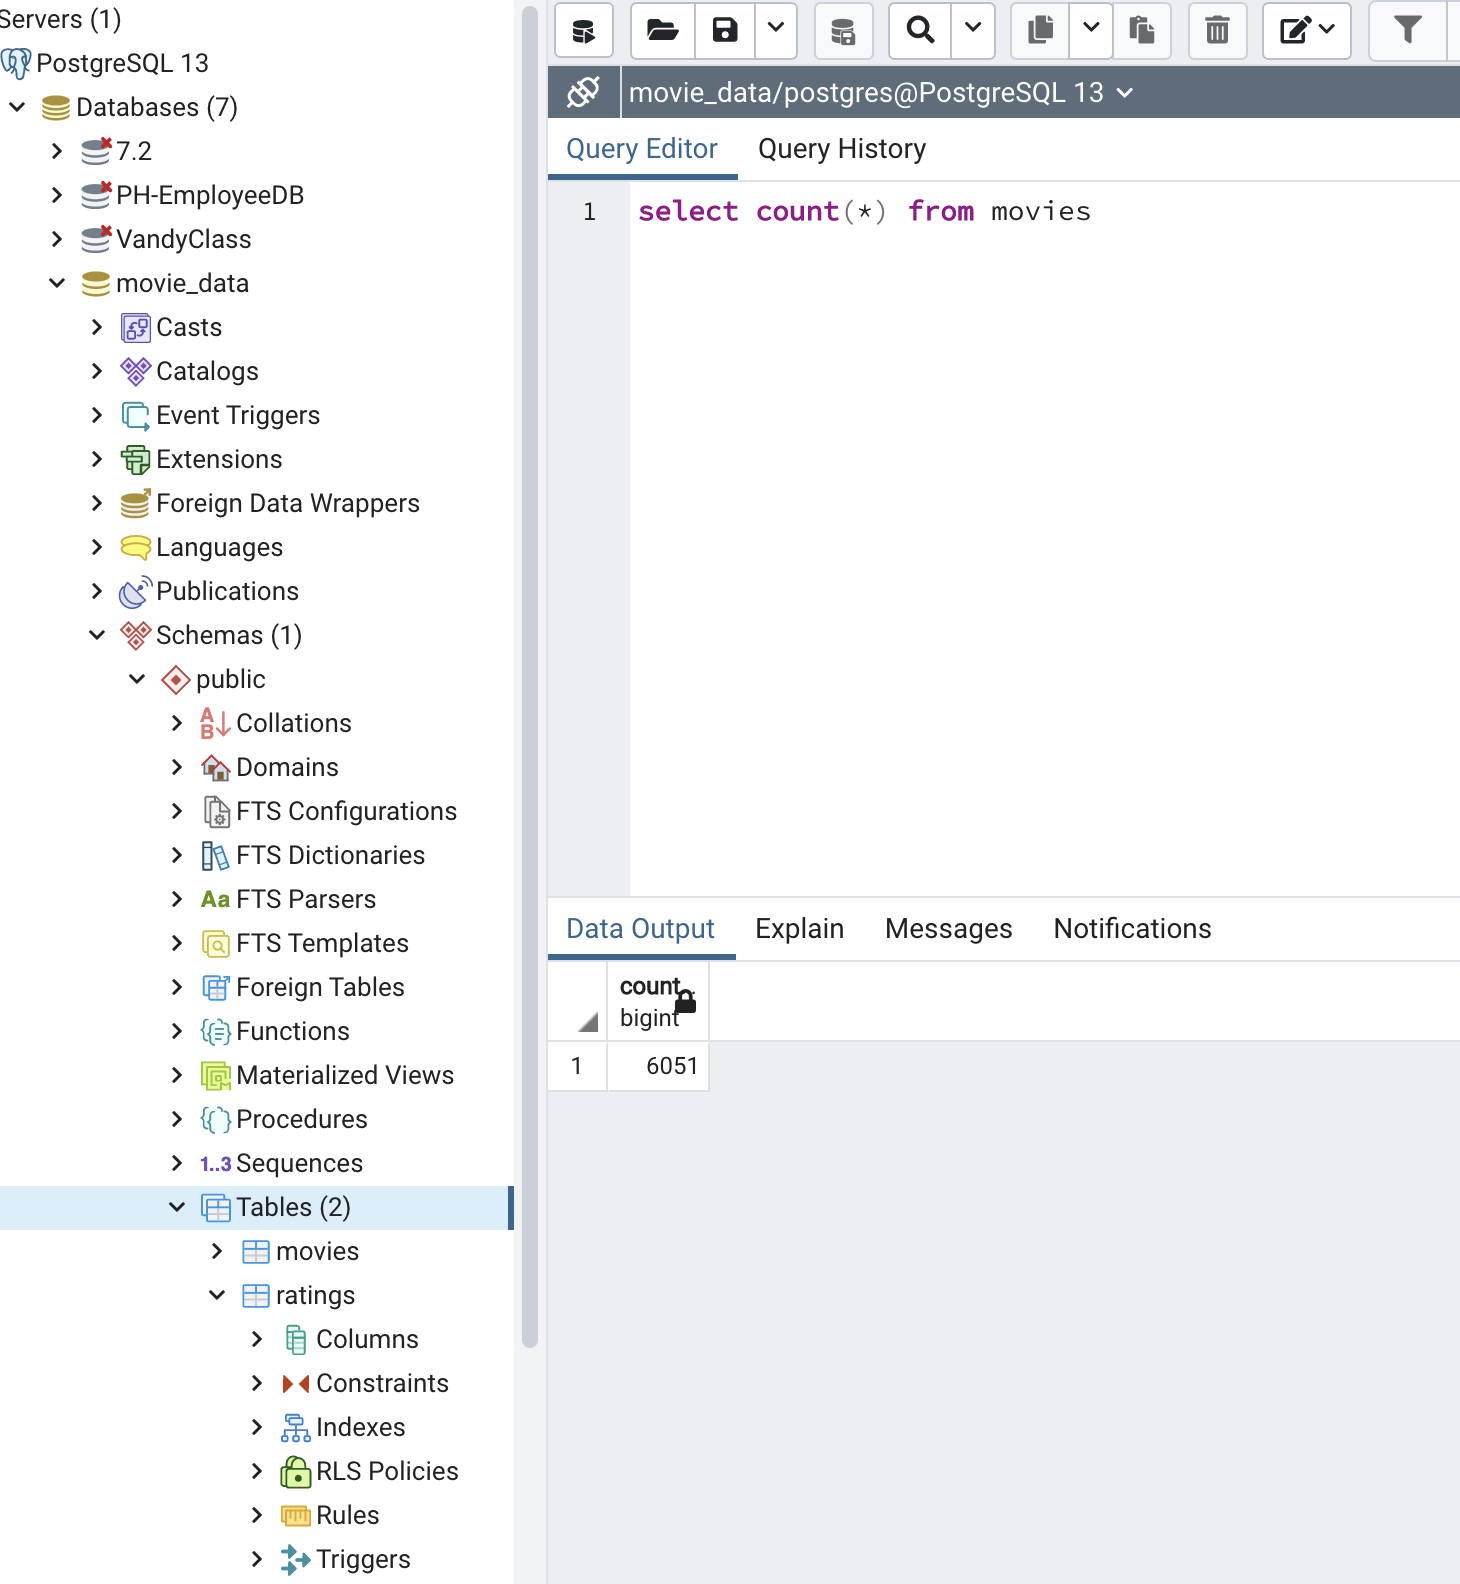 Servers (1)
PostgreSQL 13
Databases (7)
7.2
PH-EmployeeDB
VandyClass
movie_data
Casts
Catalogs
Event Triggers
Extensions
Foreign Data Wrappers
Languages
Publications
Schemas (1)
public
Collations
Domains
FTS Configurations
FTS Dictionaries
Aa FTS Parsers
FTS Templates
Foreign Tables
Functions
Materialized Views
Procedures
1..3 Sequences
Tables (2)
movies
ratings
Columns
Constraints
Indexes
RLS Policies
Rules
Triggers
movie_data/postgres@PostgreSQL 13
Query Editor Query History
1 select count(*) from movies
Data Output Explain Messages Notifications
count
bigint
1 6051